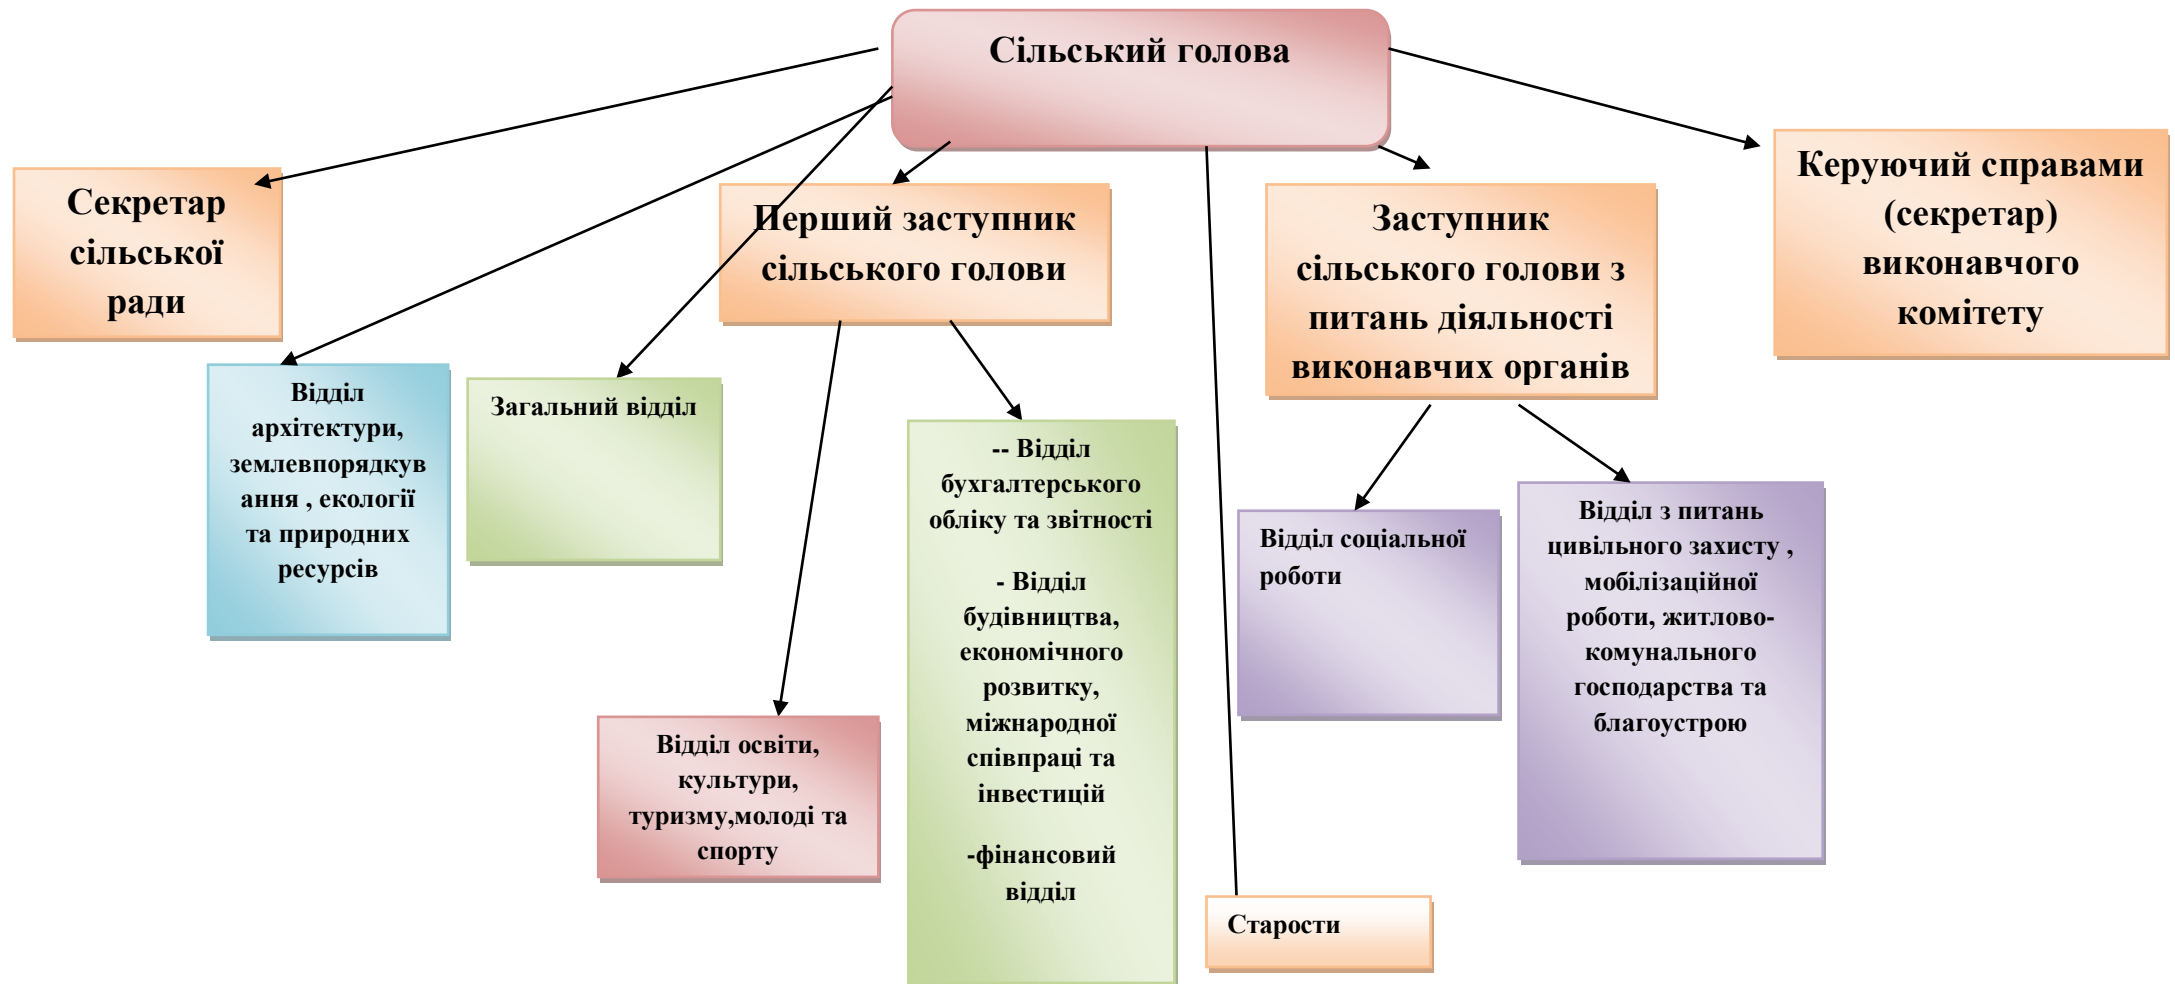 Сільський голова
Секретар
сільської
ради
Перший заступник
сільського голови
Заступник
сільського голови з
питань діяльності
виконавчих органів
Керуючий справами
(секретар)
виконавчого
комітету
Відділ
архітектури,
землевпорядкув
ання , екології
та природних
ресурсів
Загальний відділ
-- Відділ
бухгалтерського
обліку та звітності
- Відділ
будівництва,
економічного
розвитку,
міжнародної
співпраці та
інвестицій
-фінансовий
відділ
Відділ соціальної
роботи
Відділ з питань
цивільного захисту ,
мобілізаційної
роботи, житлово-
комунального
господарства та
благоустрою
Відділ освіти,
культури,
туризму,молоді та
спорту
Старости